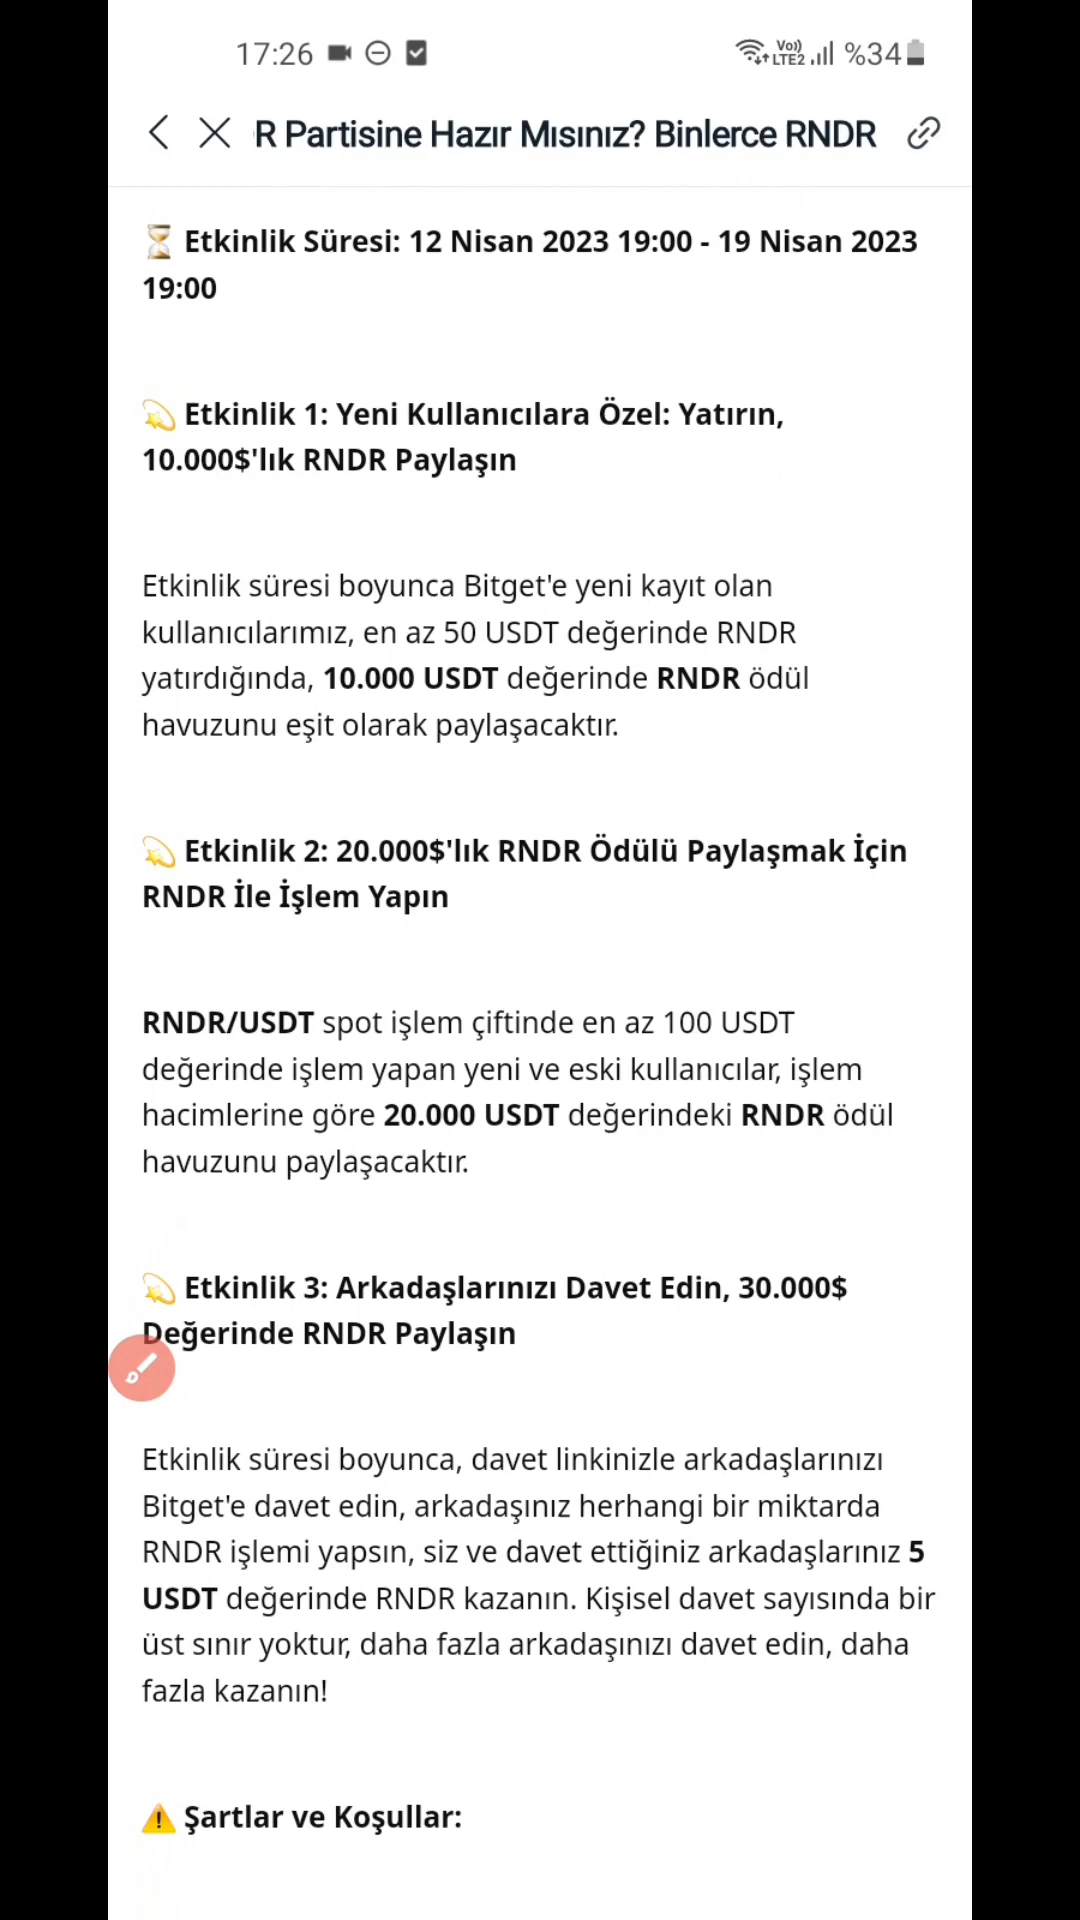 17:26
Vo)) LTE2 %34
R Partisine Hazır Mısınız? Binlerce RNDR
⏳ Etkinlik Süresi: 12 Nisan 2023 19:00 - 19 Nisan 2023
19:00
💫 Etkinlik 1: Yeni Kullanıcılara Özel: Yatırın,
10.000$'lık RNDR Paylaşın
Etkinlik süresi boyunca Bitget'e yeni kayıt olan
kullanıcılarımız, en az 50 USDT değerinde RNDR
yatırdığında, 10.000 USDT değerinde RNDR ödül
havuzunu eşit olarak paylaşacaktır.
💫 Etkinlik 2: 20.000$'lık RNDR Ödülü Paylaşmak İçin
RNDR İle İşlem Yapın
RNDR/USDT spot işlem çiftinde en az 100 USDT
değerinde işlem yapan yeni ve eski kullanıcılar, işlem
hacimlerine göre 20.000 USDT değerindeki RNDR ödül
havuzunu paylaşacaktır.
💫 Etkinlik 3: Arkadaşlarınızı Davet Edin, 30.000$
Değerinde RNDR Paylaşın
Etkinlik süresi boyunca, davet linkinizle arkadaşlarınızı
Bitget'e davet edin, arkadaşınız herhangi bir miktarda
RNDR işlemi yapsın, siz ve davet ettiğiniz arkadaşlarınız 5
USDT değerinde RNDR kazanın. Kişisel davet sayısında bir
üst sınır yoktur, daha fazla arkadaşınızı davet edin, daha
fazla kazanın!
⚠️ Şartlar ve Koşullar: